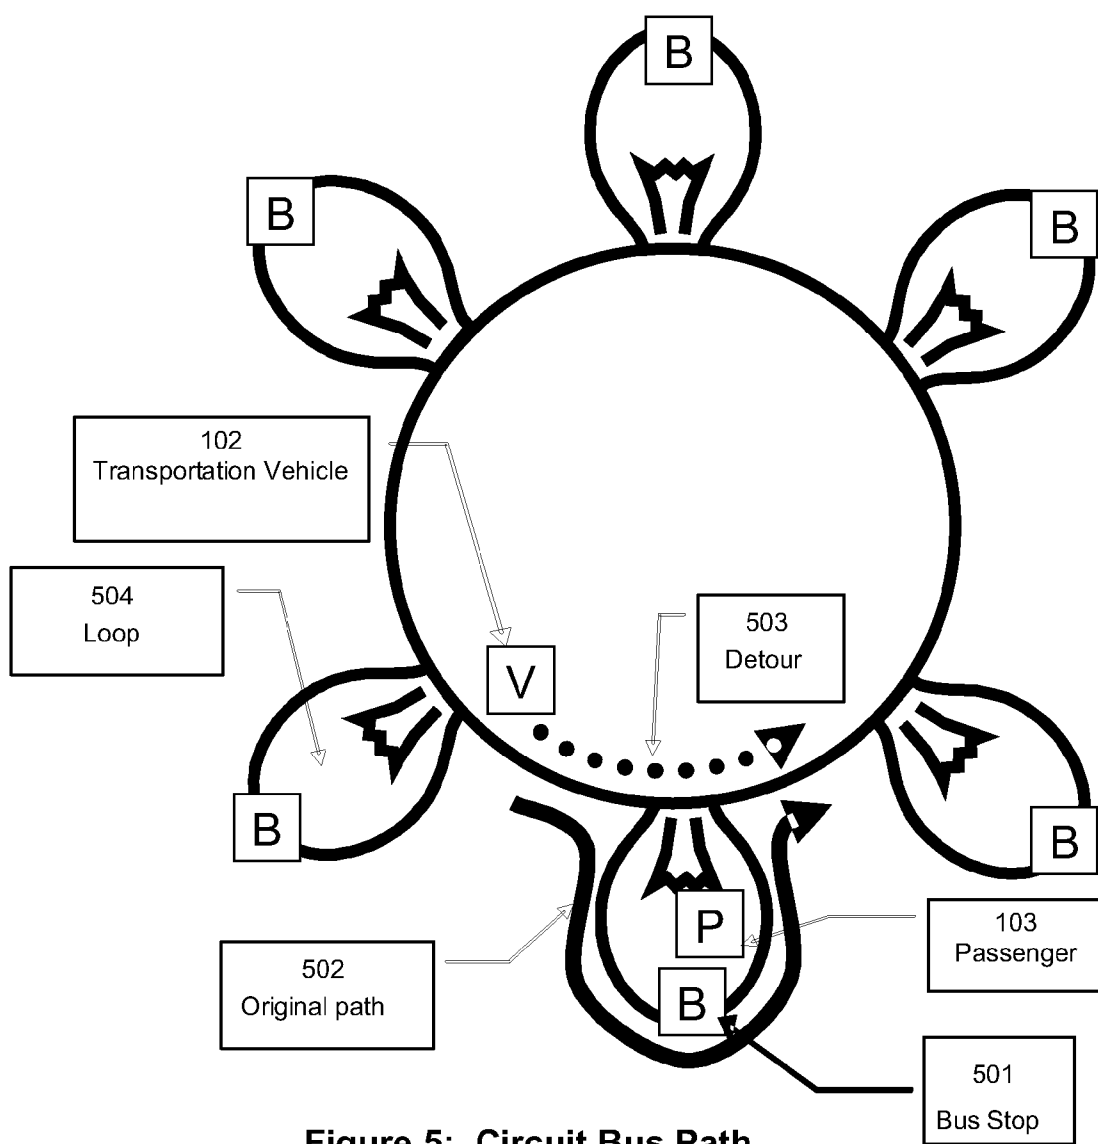 B
B
B
102
Transportation Vehicle
504
Loop
503
Detour
V
B
B
P
103
Passenger
502
Original path
B
501
Bus Stop
Figure 5: Circuit Bus Path